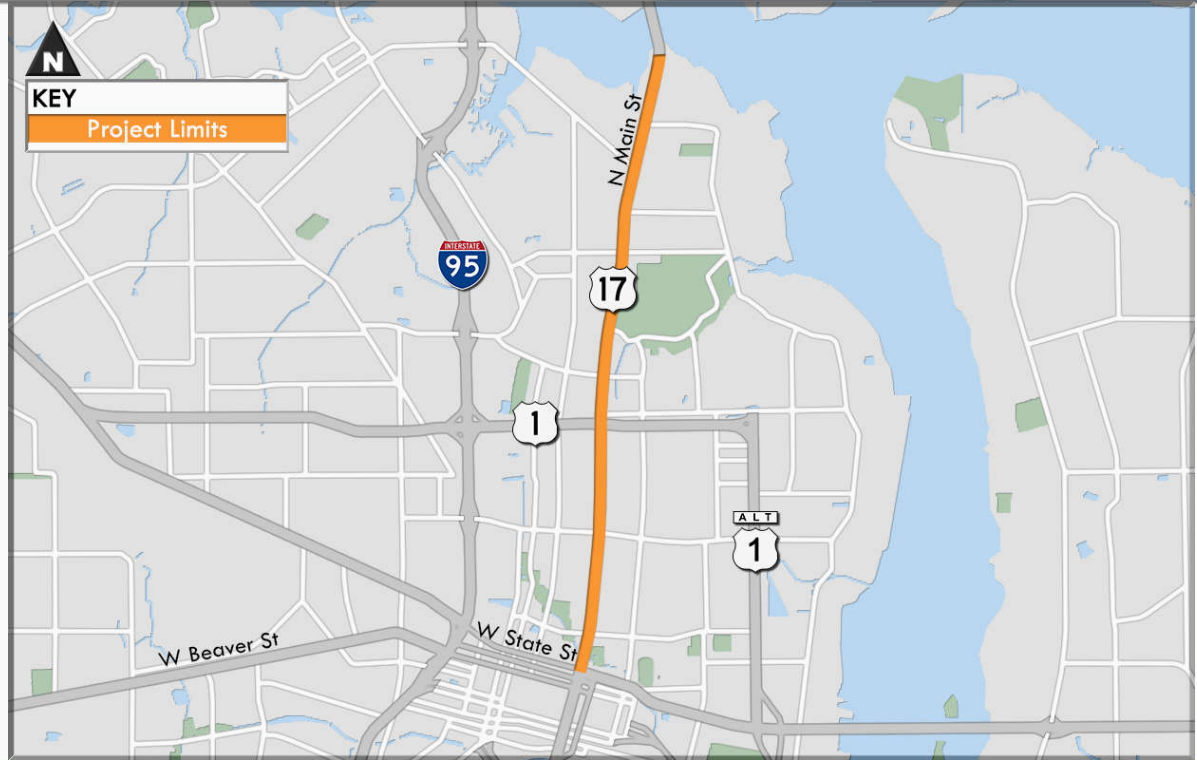 N
KEY
Project Limits
N Main St
INTERSTATE
95
17
1
ALT
1
W State St
W Beaver St